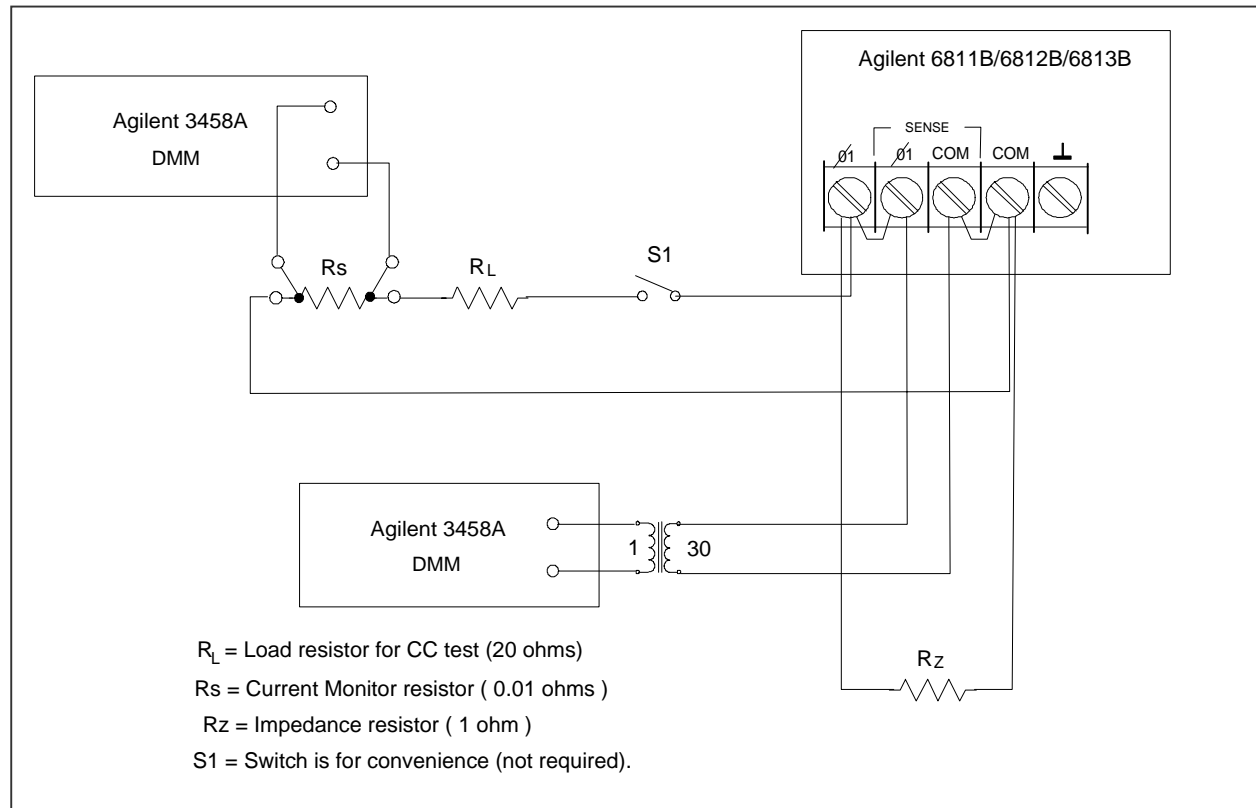 Agilent 6811B/6812B/6813B
Agilent 3458A
DMM
SENSE
Ø1 Ø1 COM COM
Rs
RL
S1
Agilent 3458A
DMM
1
30
RZ
RL = Load resistor for CC test (20 ohms)
Rs = Current Monitor resistor ( 0.01 ohms )
Rz = Impedance resistor ( 1 ohm )
S1 = Switch is for convenience (not required).